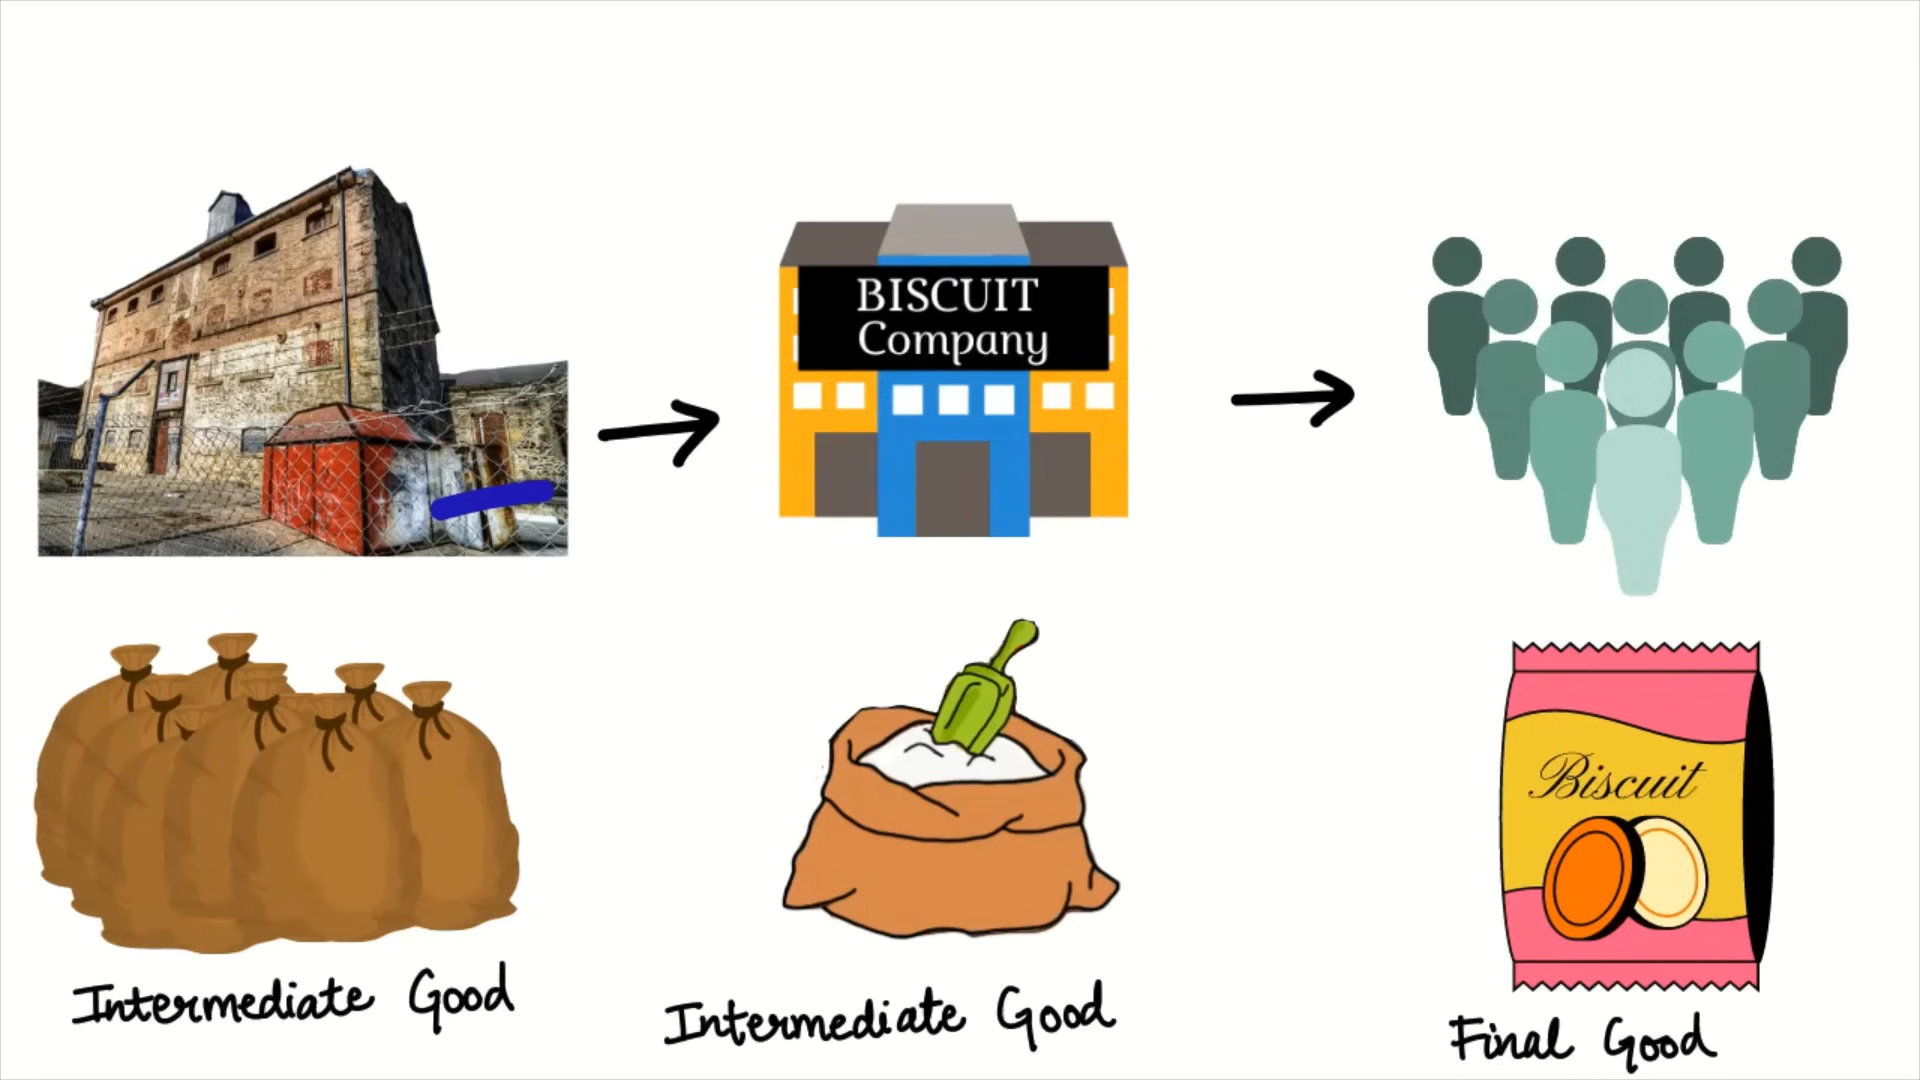 BISCUIT
Company
Biscuit
Intermediate Good
Intermediate Good
Final Good